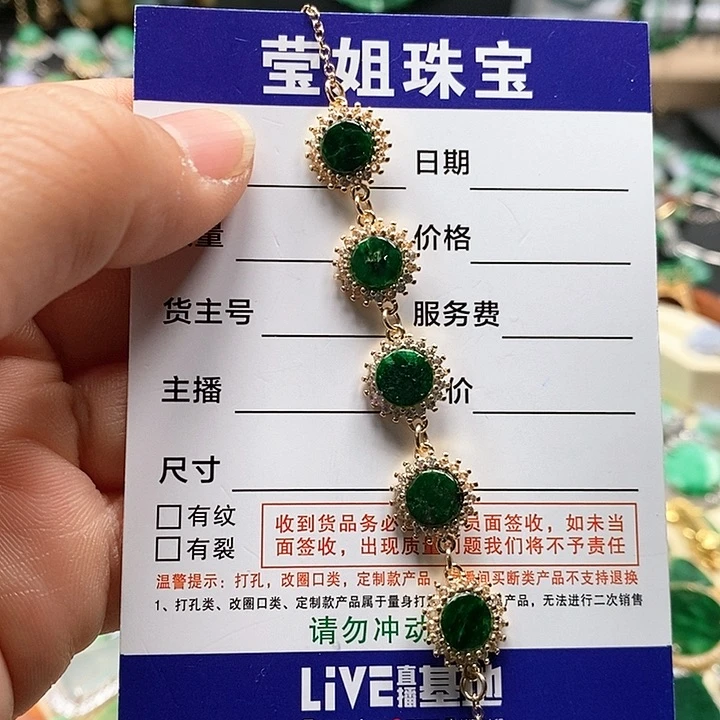 莹姐珠宝
日期
量 价格
货主号 服务费
主播 价
尺寸
有纹
有裂
收到货品务必 员面签收，如未当
面签收，出现质量问题我们将不予责任
温馨提示：打孔，改圈口类，定制款产品， 瞬间买断类产品不支持退换
1、打孔类、改圈口类、定制款产品属于量身打 产品，无法进行二次销售
请勿冲动
LiVE直播基地